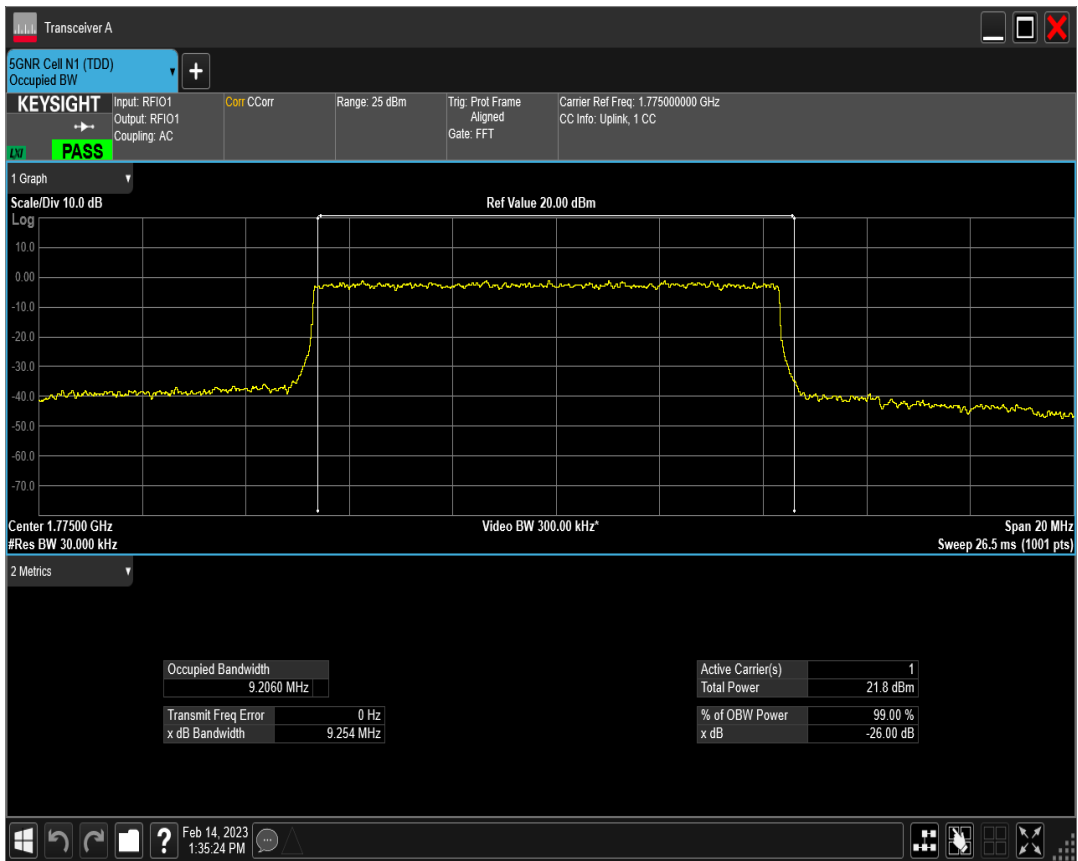 Transceiver A
5GNR Cell N1 (TDD)
Occupied BW
+
KEYSIGHT
LXI
PASS
Input: RFIO1
Output: RFIO1
Coupling: AC
Corr CCorr
Range: 25 dBm
Trig: Prot Frame
Aligned
Gate: FFT
Carrier Ref Freq: 1.775000000 GHz
CC Info: Uplink, 1 CC
1 Graph
Scale/Div 10.0 dB
Ref Value 20.00 dBm
Log
10.0
0.00
-10.0
-20.0
-30.0
-40.0
-50.0
-60.0
-70.0
Center 1.77500 GHz
Video BW 300.00 kHz*
Span 20 MHz
#Res BW 30.000 kHz
Sweep 26.5 ms (1001 pts)
2 Metrics
Occupied Bandwidth
9.2060 MHz
Transmit Freq Error 0 Hz
x dB Bandwidth 9.254 MHz
Active Carrier(s) 1
Total Power 21.8 dBm
% of OBW Power 99.00 %
x dB -26.00 dB
?
Feb 14, 2023
1:35:24 PM